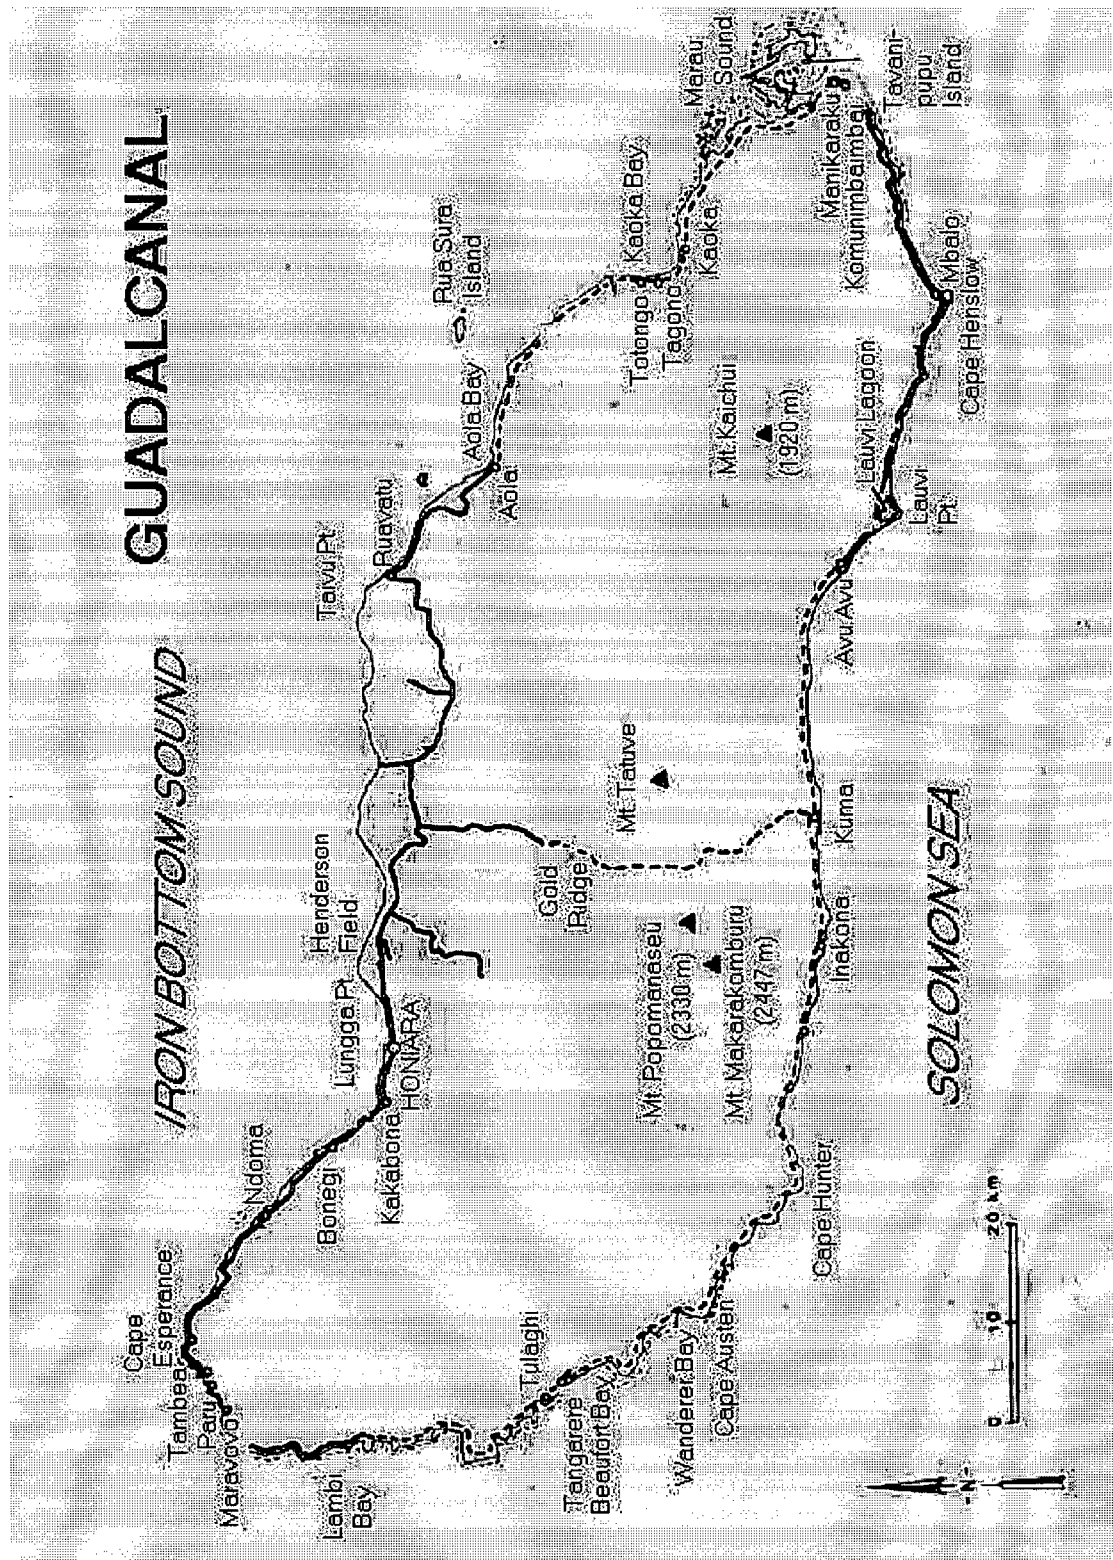 GUADALCANAL
IRON BOTTOM SOUND
Cape
Esperance
Tambea
Paru
Maravovo
Ndoma
Bonegi
Kakabona
HONIARA
Lungga Pt.
Henderson
Field
Taivu Pt.
Ruavatu
Aola Bay
Aola
Rua Sura
Island
Lambi
Bay
Tulaghi
Tangarere
Beaufort Bay
Wanderer Bay
Cape Austen
Cape Hunter
Gold
Ridge
Mt. Tatuve
Mt. Popomanaseu
(2330 m)
Mt. Makarakomburu
(2447 m)
Inakona
Kuma
Avu Avu
Mt. Kaichui
(1920 m)
Totongo
Tagono
Kaoka Bay
Kaoka
Marau
Sound
Tavani-
pupu
Island
Manikaraku
Komunimbaimbai
Lauvi Lagoon
Lauvi
Pt.
Mbalo
Cape Henslow
SOLOMON SEA
-N-
0 10 20 km